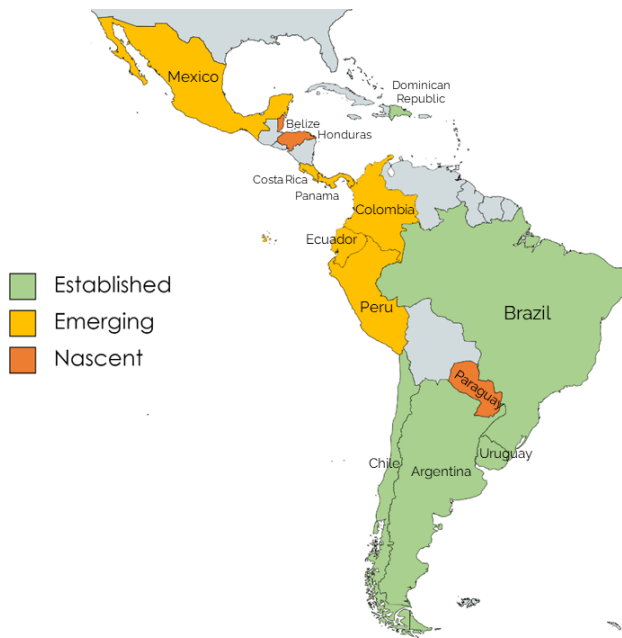 Mexico
Dominican
Republic
Belize
Honduras
Costa Rica
Panama
Colombia
Ecuador
Peru
Brazil
Established
Emerging
Nascent
Paraguay
Uruguay
Chile
Argentina